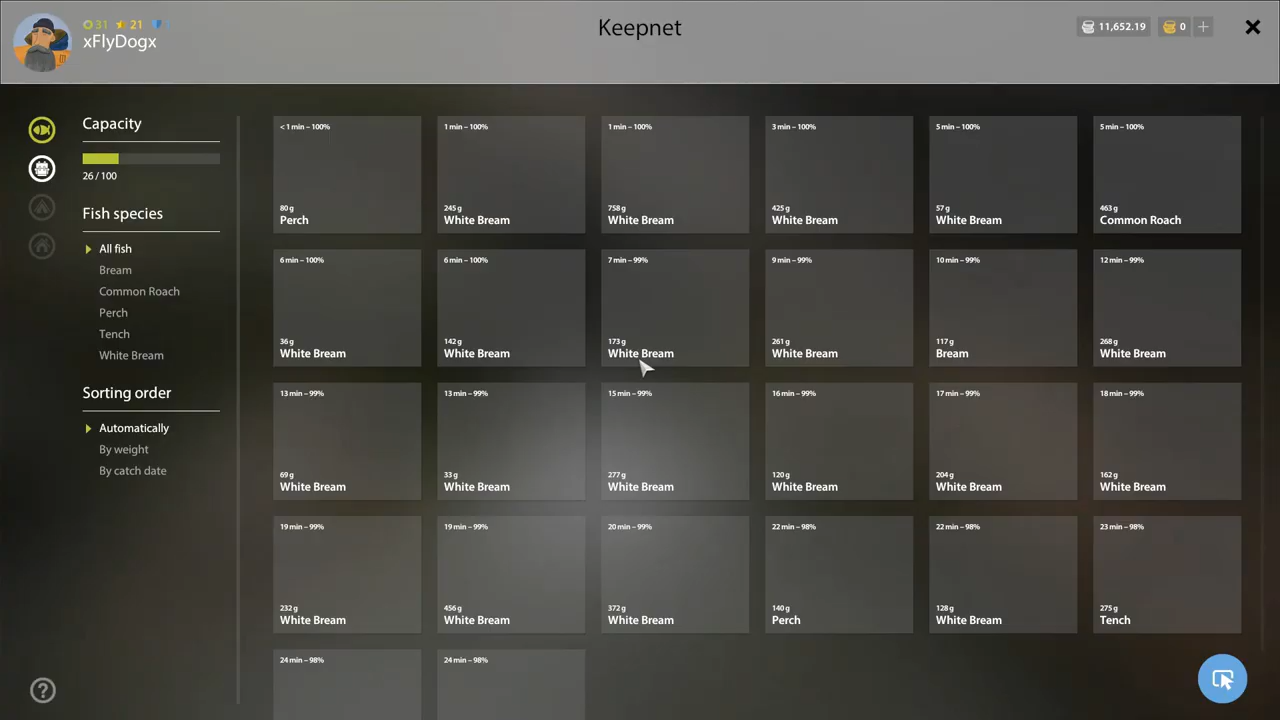 31 21
xFlyDogx
Keepnet
11,652.19 0
Capacity
26 / 100
Fish species
All fish
Bream
Common Roach
Perch
Tench
White Bream
Sorting order
Automatically
By weight
By catch date
< 1 min – 100%
80 g
Perch
1 min – 100%
245 g
White Bream
1 min – 100%
758 g
White Bream
3 min – 100%
425 g
White Bream
5 min – 100%
57 g
White Bream
5 min – 100%
463 g
Common Roach
6 min – 100%
36 g
White Bream
6 min – 100%
142 g
White Bream
7 min – 99%
173 g
White Bream
9 min – 99%
261 g
White Bream
10 min – 99%
117 g
Bream
12 min – 99%
268 g
White Bream
13 min – 99%
69 g
White Bream
13 min – 99%
33 g
White Bream
15 min – 99%
277 g
White Bream
16 min – 99%
120 g
White Bream
17 min – 99%
204 g
White Bream
18 min – 99%
162 g
White Bream
19 min – 99%
232 g
White Bream
19 min – 99%
456 g
White Bream
20 min – 99%
372 g
White Bream
22 min – 98%
140 g
Perch
22 min – 98%
128 g
White Bream
23 min – 98%
275 g
Tench
24 min – 98%
24 min – 98%